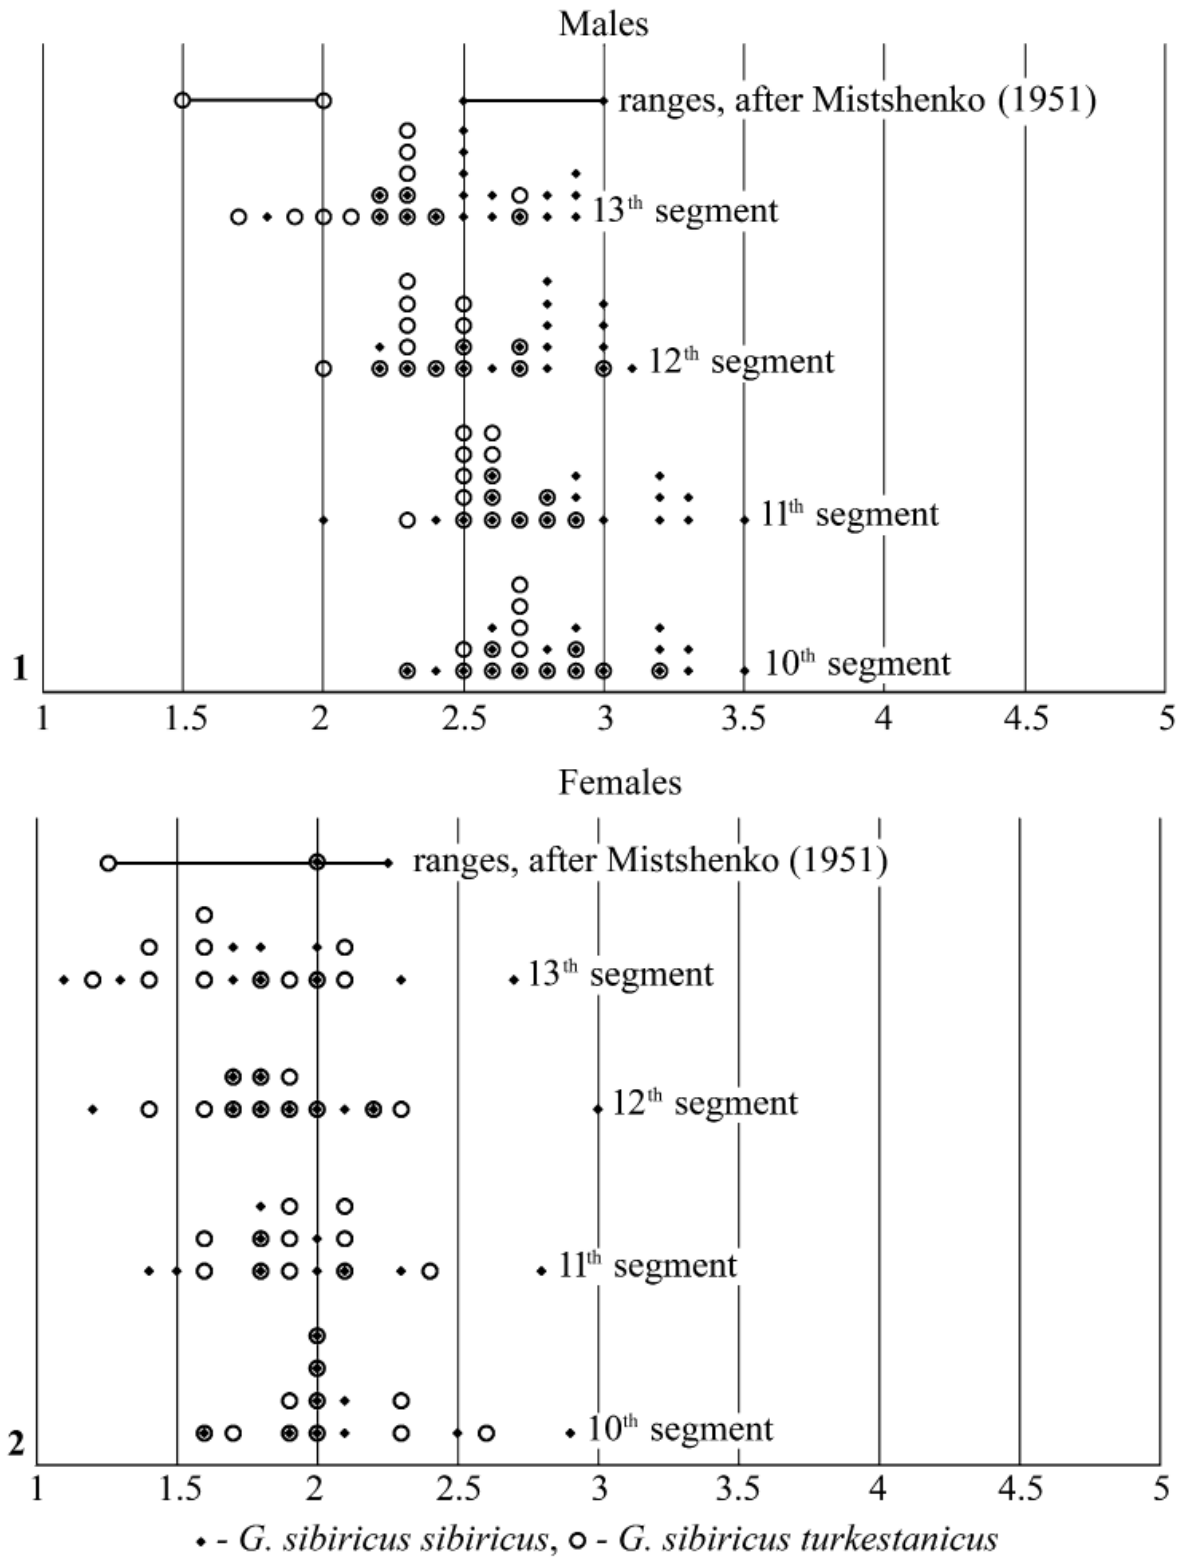 Males
ranges, after Mistshenko (1951)
13th segment
12th segment
11th segment
10th segment
1
1 1.5 2 2.5 3 3.5 4 4.5 5
Females
ranges, after Mistshenko (1951)
13th segment
12th segment
11th segment
10th segment
2
1 1.5 2 2.5 3 3.5 4 4.5 5
- G. sibiricus sibiricus, - G. sibiricus turkestanicus